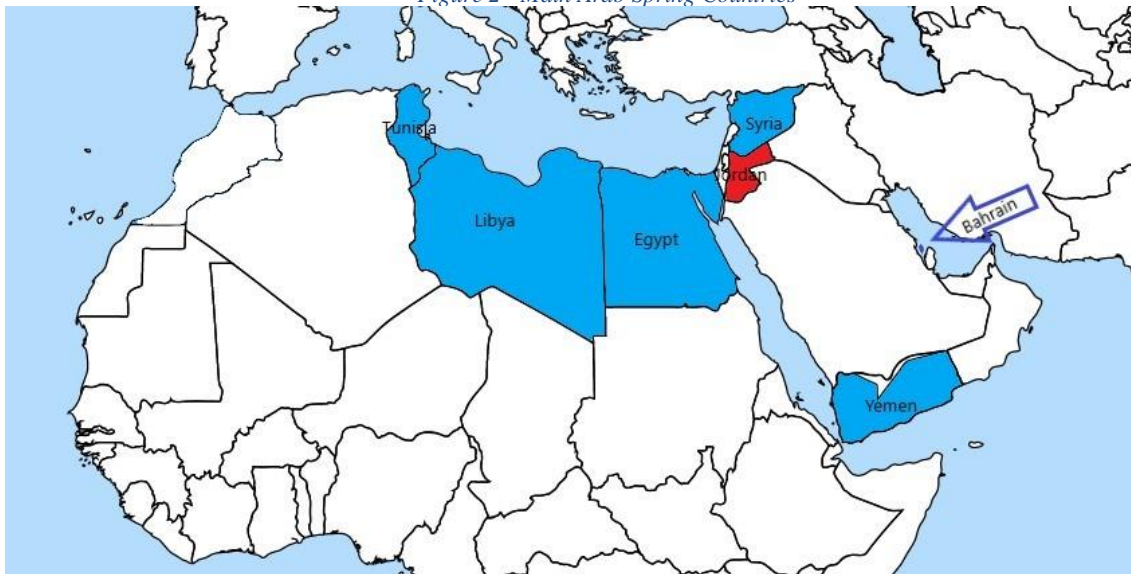 Figure 2 - Main Arab Spring Countries
Tunisia
Syria
Jordan
Libya
Egypt
Bahrain
Yemen